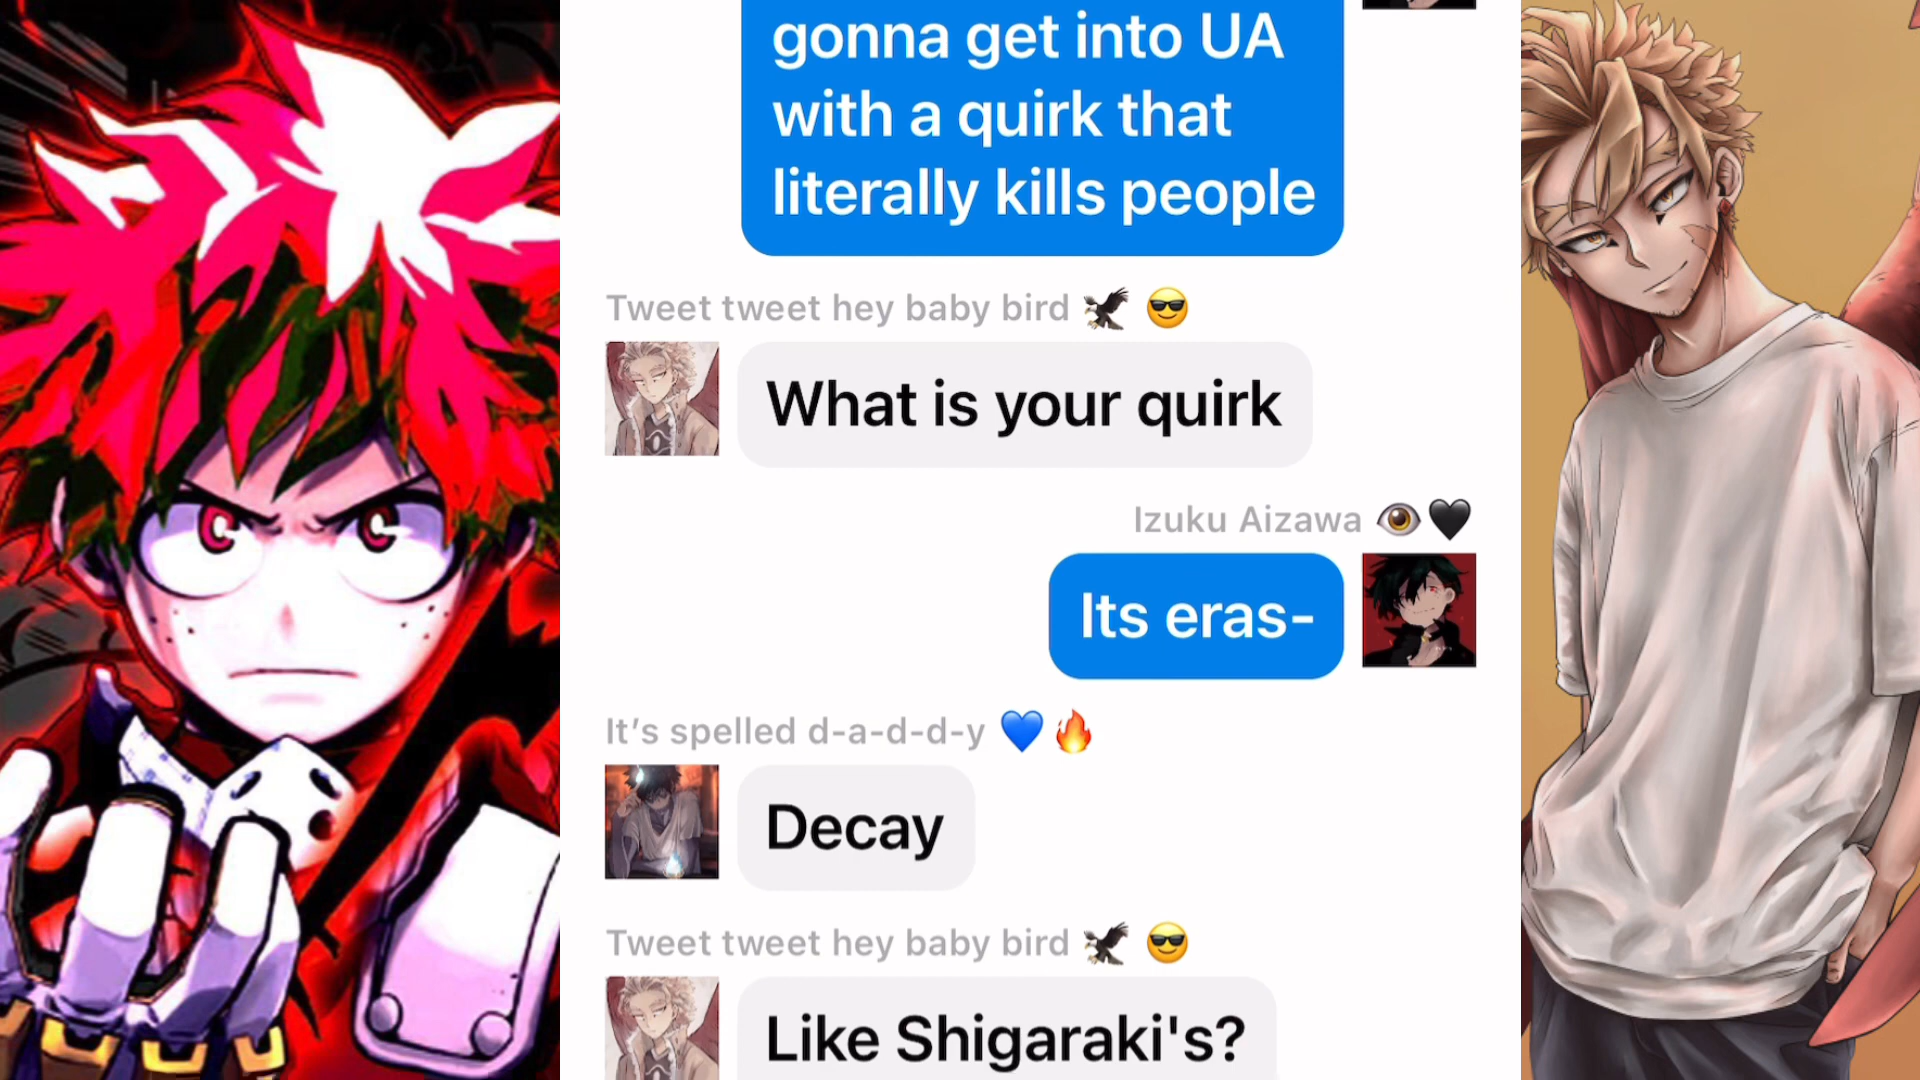 gonna get into UA
with a quirk that
literally kills people
Tweet tweet hey baby bird 🦅 😎
What is your quirk
Izuku Aizawa 👁️🖤
Its eras-
It’s spelled d-a-d-d-y 💙🔥
Decay
Tweet tweet hey baby bird 🦅 😎
Like Shigaraki's?